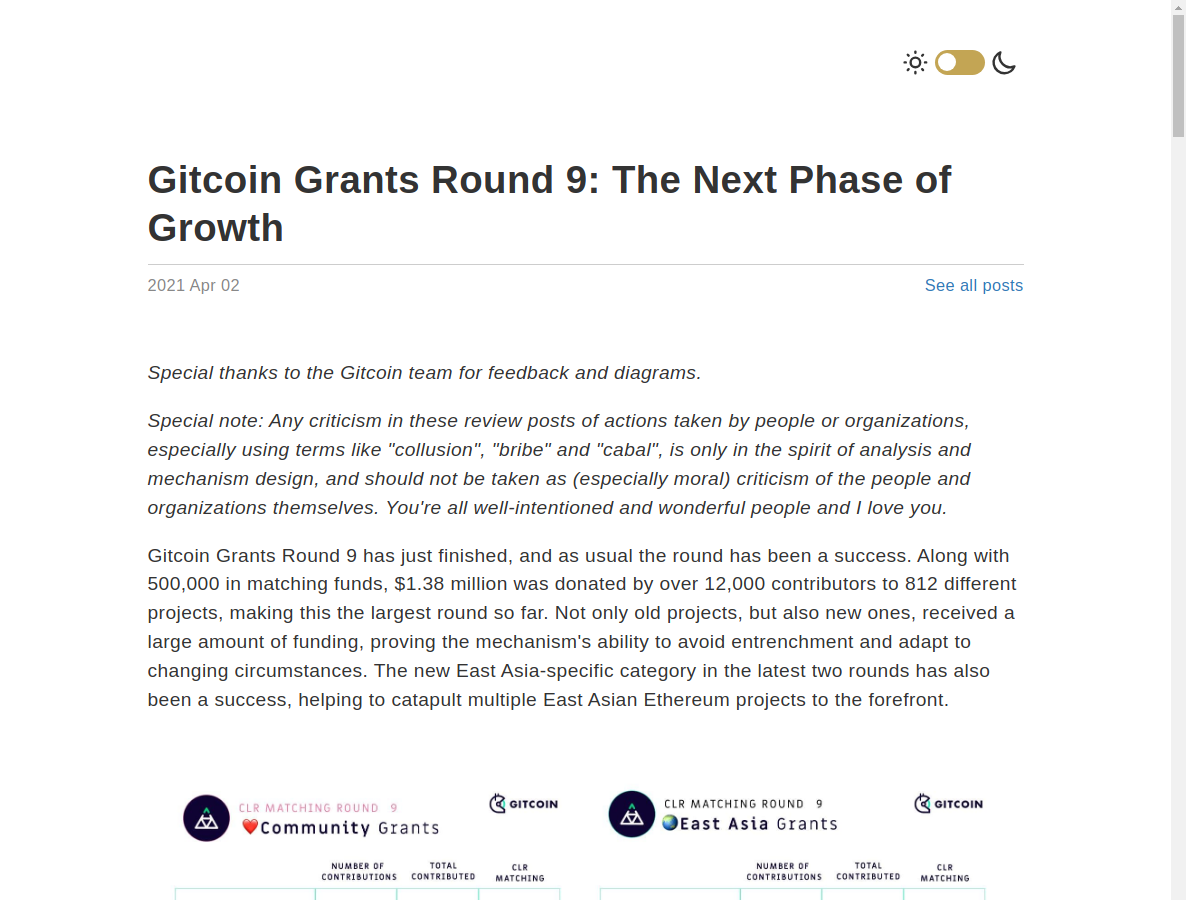 Gitcoin Grants Round 9: The Next Phase of
Growth
2021 Apr 02
See all posts
Special thanks to the Gitcoin team for feedback and diagrams.
Special note: Any criticism in these review posts of actions taken by people or organizations,
especially using terms like "collusion", "bribe" and "cabal", is only in the spirit of analysis and
mechanism design, and should not be taken as (especially moral) criticism of the people and
organizations themselves. You're all well-intentioned and wonderful people and I love you.
Gitcoin Grants Round 9 has just finished, and as usual the round has been a success. Along with
500,000 in matching funds, $1.38 million was donated by over 12,000 contributors to 812 different
projects, making this the largest round so far. Not only old projects, but also new ones, received a
large amount of funding, proving the mechanism's ability to avoid entrenchment and adapt to
changing circumstances. The new East Asia-specific category in the latest two rounds has also
been a success, helping to catapult multiple East Asian Ethereum projects to the forefront.
CLR MATCHING ROUND 9
❤️Community Grants
GITCOIN
NUMBER OF
CONTRIBUTIONS
TOTAL
CONTRIBUTED
CLR
MATCHING
CLR MATCHING ROUND 9
🌏East Asia Grants
GITCOIN
NUMBER OF
CONTRIBUTIONS
TOTAL
CONTRIBUTED
CLR
MATCHING